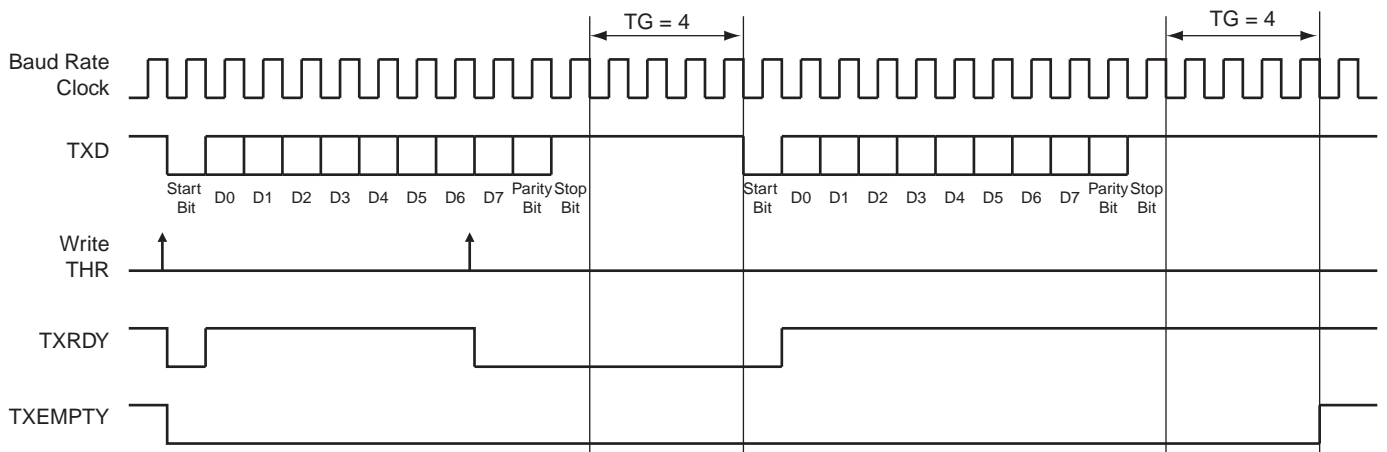 TG = 4
TG = 4
Baud Rate
Clock
TXD
Start
Bit
D0
D1
D2
D3
D4
D5
D6
D7
Parity
Bit
Stop
Bit
Start
Bit
D0
D1
D2
D3
D4
D5
D6
D7
Parity
Bit
Stop
Bit
Write
THR
TXRDY
TXEMPTY